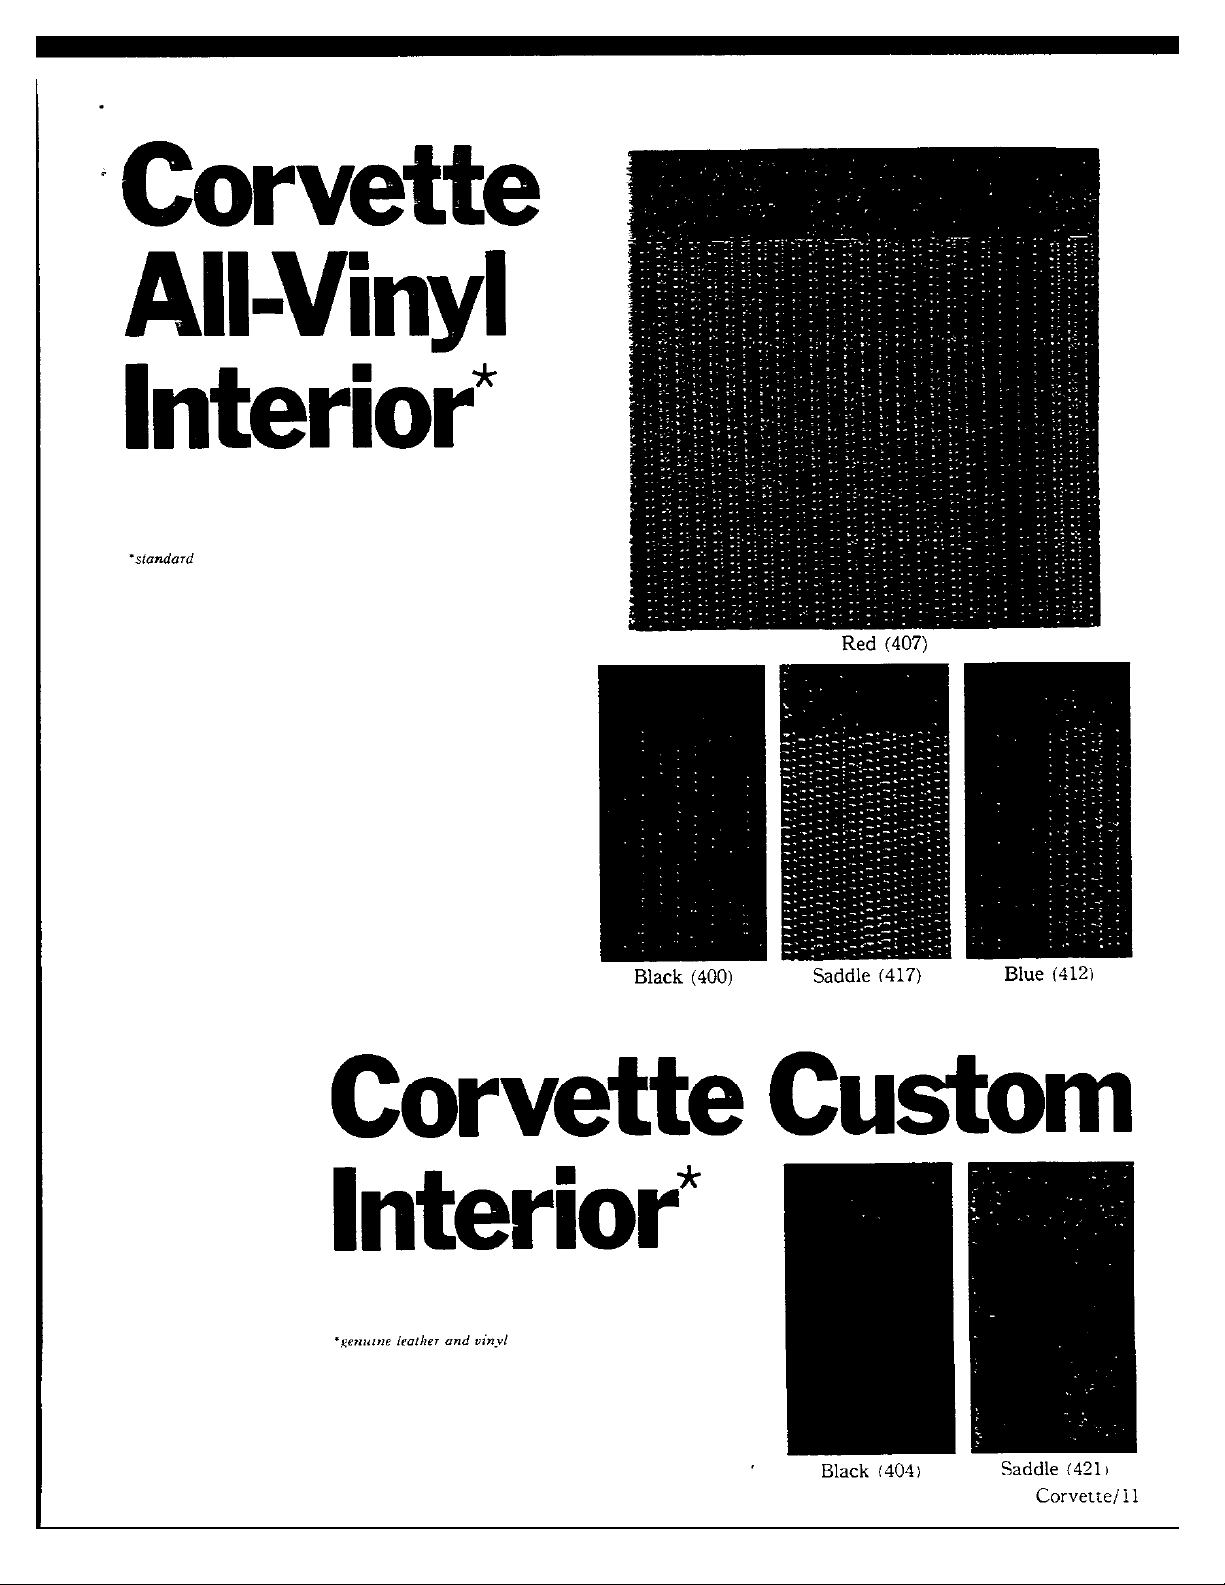 Corvette
All-Vinyl
Interior*
*standard
Red (407)
Black (400)
Saddle (417)
Blue (412)
Corvette Custom
Interior*
*genuine leather and vinyl
Black (404)
Saddle (421)
Corvette/11